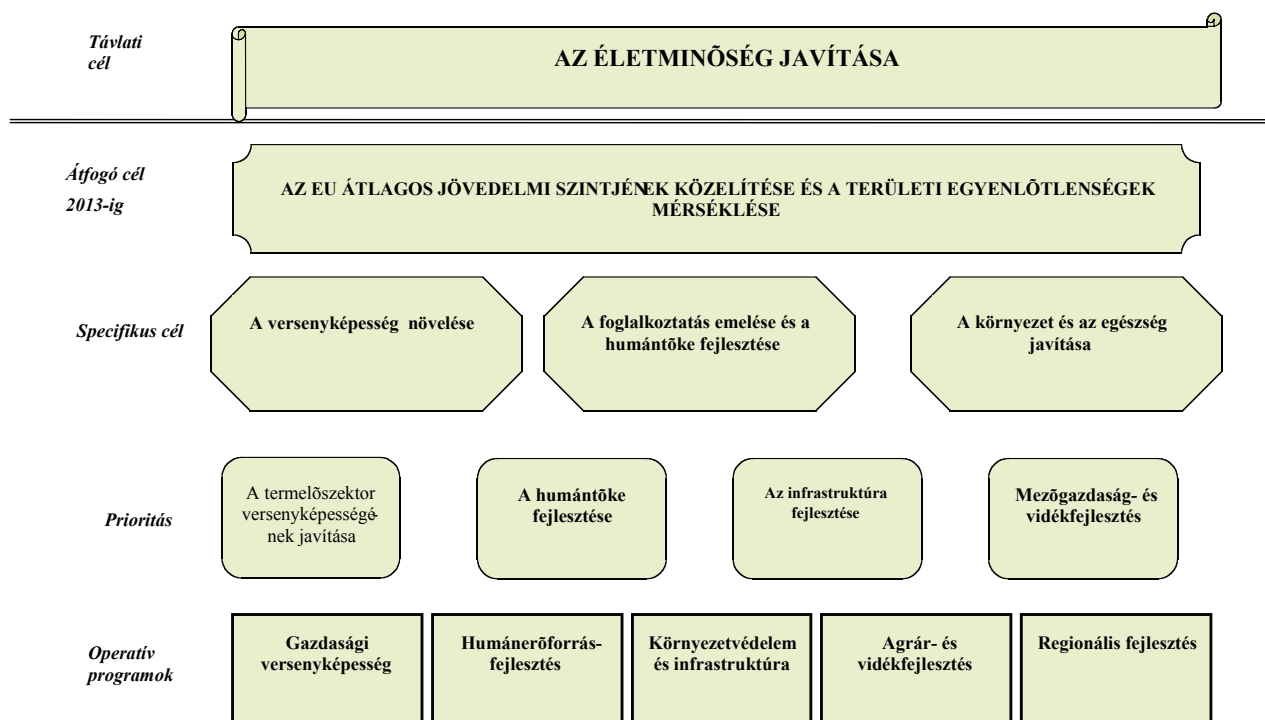 Távlati
cél
AZ ÉLETMINÕSÉG JAVÍTÁSA
Átfogó cél
2013-ig
AZ EU ÁTLAGOS JÖVEDELMI SZINTJÉNEK KÖZELÍTÉSE ÉS A TERÜLETI EGYENLÕTLENSÉGEK
MÉRSÉKLÉSE
Specifikus cél
A versenyképesség növelése
A foglalkoztatás emelése és a
humántõke fejlesztése
A környezet és az egészség
javítása
Prioritás
A termelõszektor
versenyképességé-
nek javítása
A humántõke
fejlesztése
Az infrastruktúra
fejlesztése
Mezõgazdaság- és
vidékfejlesztés
Operatív
programok
Gazdasági
versenyképesség
Humánerõforrás-
fejlesztés
Környezetvédelem
és infrastruktúra
Agrár- és
vidékfejlesztés
Regionális fejlesztés